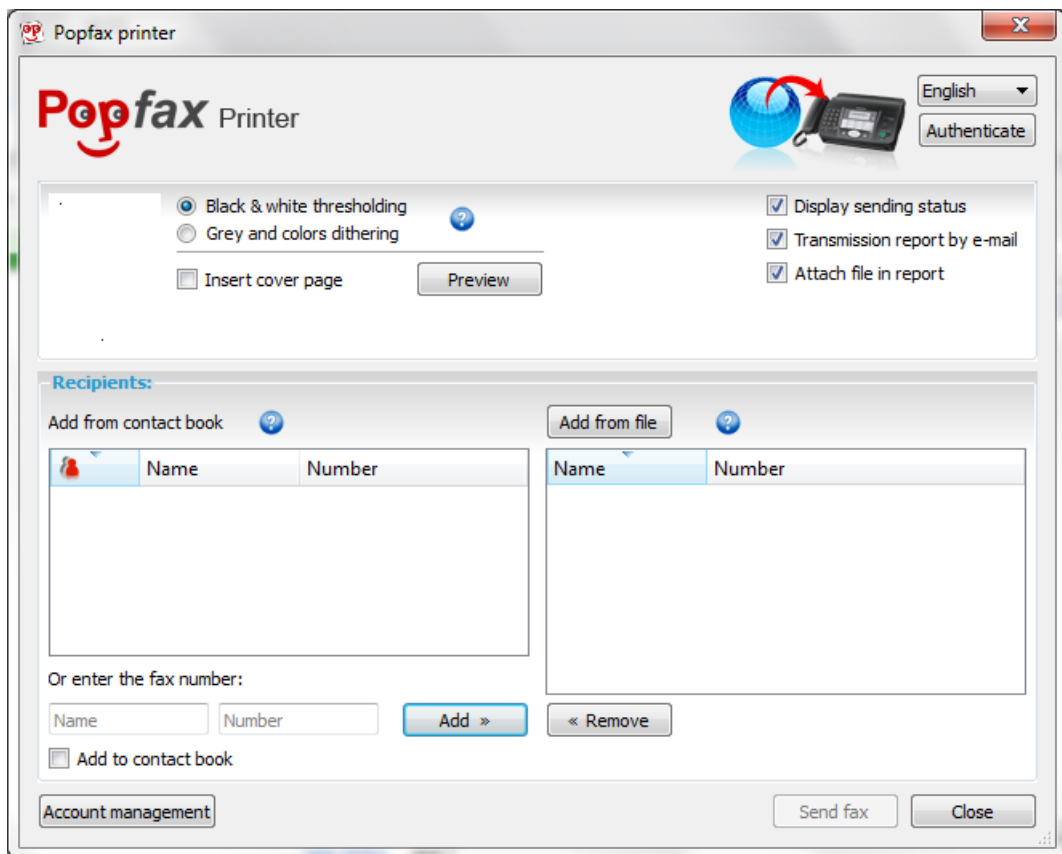 Popfax printer
Popfax Printer
English
Authenticate
Black & white thresholding
Grey and colors dithering
Insert cover page
Preview
Display sending status
Transmission report by e-mail
Attach file in report
Recipients:
Add from contact book
Add from file
Name Number
Name Number
Or enter the fax number:
Name Number Add » « Remove
Add to contact book
Account management
Send fax
Close